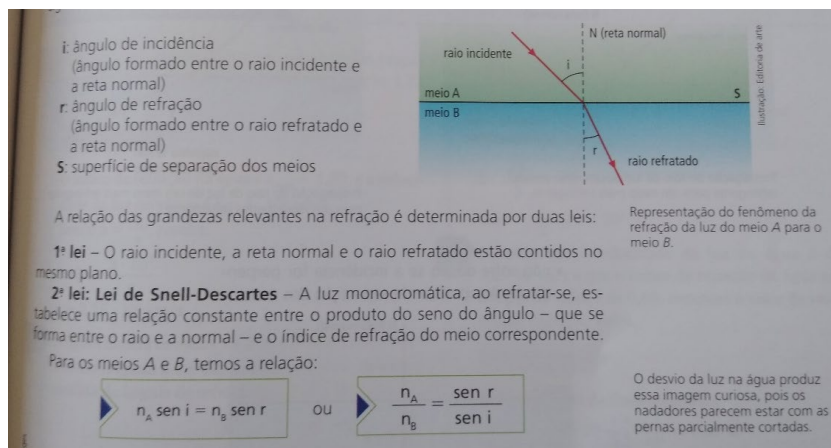 i: ângulo de incidência
(ângulo formado entre o raio incidente e
a reta normal)
r: ângulo de refração
(ângulo formado entre o raio refratado e
a reta normal)
S: superfície de separação dos meios
N (reta normal)
raio incidente
i
meio A
S
meio B
r
raio refratado
Ilustração: Editoria de arte
A relação das grandezas relevantes na refração é determinada por duas leis:
Representação do fenômeno da
refração da luz do meio A para o
meio B.
1ª lei – O raio incidente, a reta normal e o raio refratado estão contidos no
mesmo plano.
2ª lei: Lei de Snell-Descartes – A luz monocromática, ao refratar-se, es-
tabelece uma relação constante entre o produto do seno do ângulo – que se
forma entre o raio e a normal – e o índice de refração do meio correspondente.
Para os meios A e B, temos a relação:
n_A sen i = n_B sen r
ou
n_A / n_B = sen r / sen i
O desvio da luz na água produz
essa imagem curiosa, pois os
nadadores parecem estar com as
pernas parcialmente cortadas.